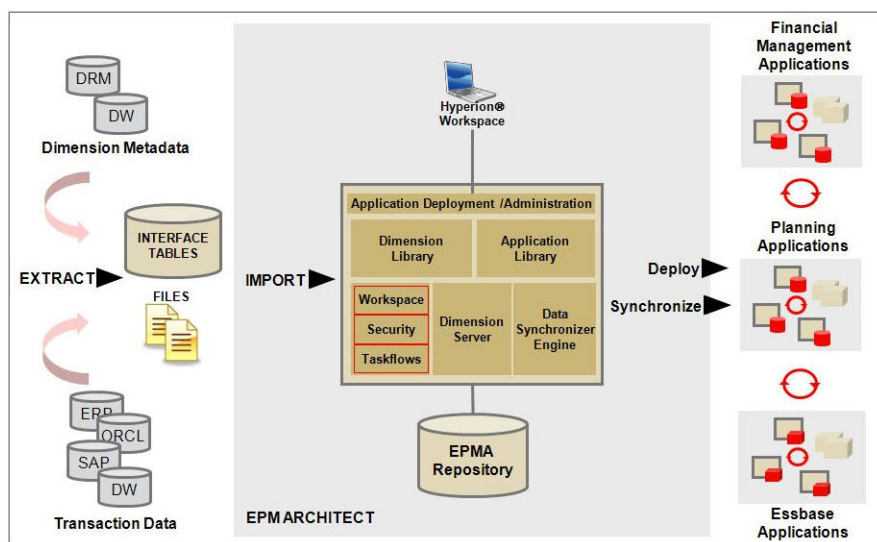 DRM
DW
Dimension Metadata
EXTRACT
INTERFACE
TABLES
FILES
ERP
ORCL
SAP
DW
Transaction Data
Hyperion®
Workspace
IMPORT
Application Deployment /Administration
Dimension
Library
Application
Library
Workspace
Security
Taskflows
Dimension
Server
Data
Synchronizer
Engine
EPMA
Repository
EPM ARCHITECT
Deploy
Synchronize
Financial
Management
Applications
Planning
Applications
Essbase
Applications